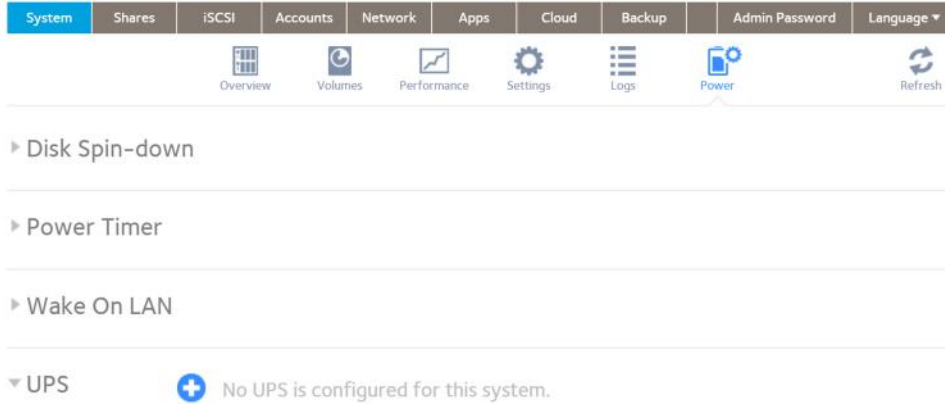 System Shares iSCSI Accounts Network Apps Cloud Backup Admin Password Language
Overview Volumes Performance Settings Logs Power Refresh
Disk Spin-down
Power Timer
Wake On LAN
UPS No UPS is configured for this system.